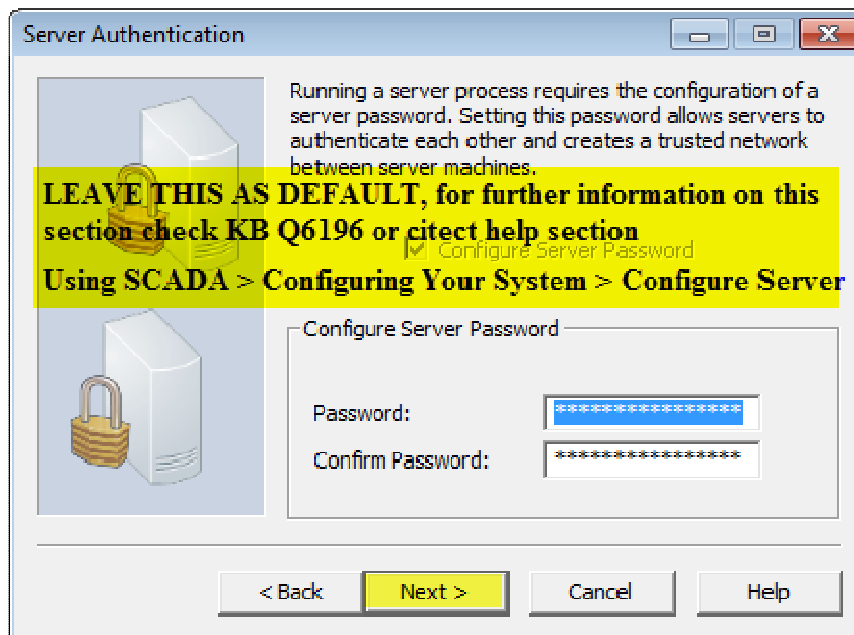 Server Authentication
Running a server process requires the configuration of a
server password. Setting this password allows servers to
authenticate each other and creates a trusted network
between server machines.
LEAVE THIS AS DEFAULT, for further information on this
section check KB Q6196 or citect help section
Configure Server Password
Using SCADA > Configuring Your System > Configure Server
Configure Server Password
Password: ****************
Confirm Password: ****************
< Back Next > Cancel Help